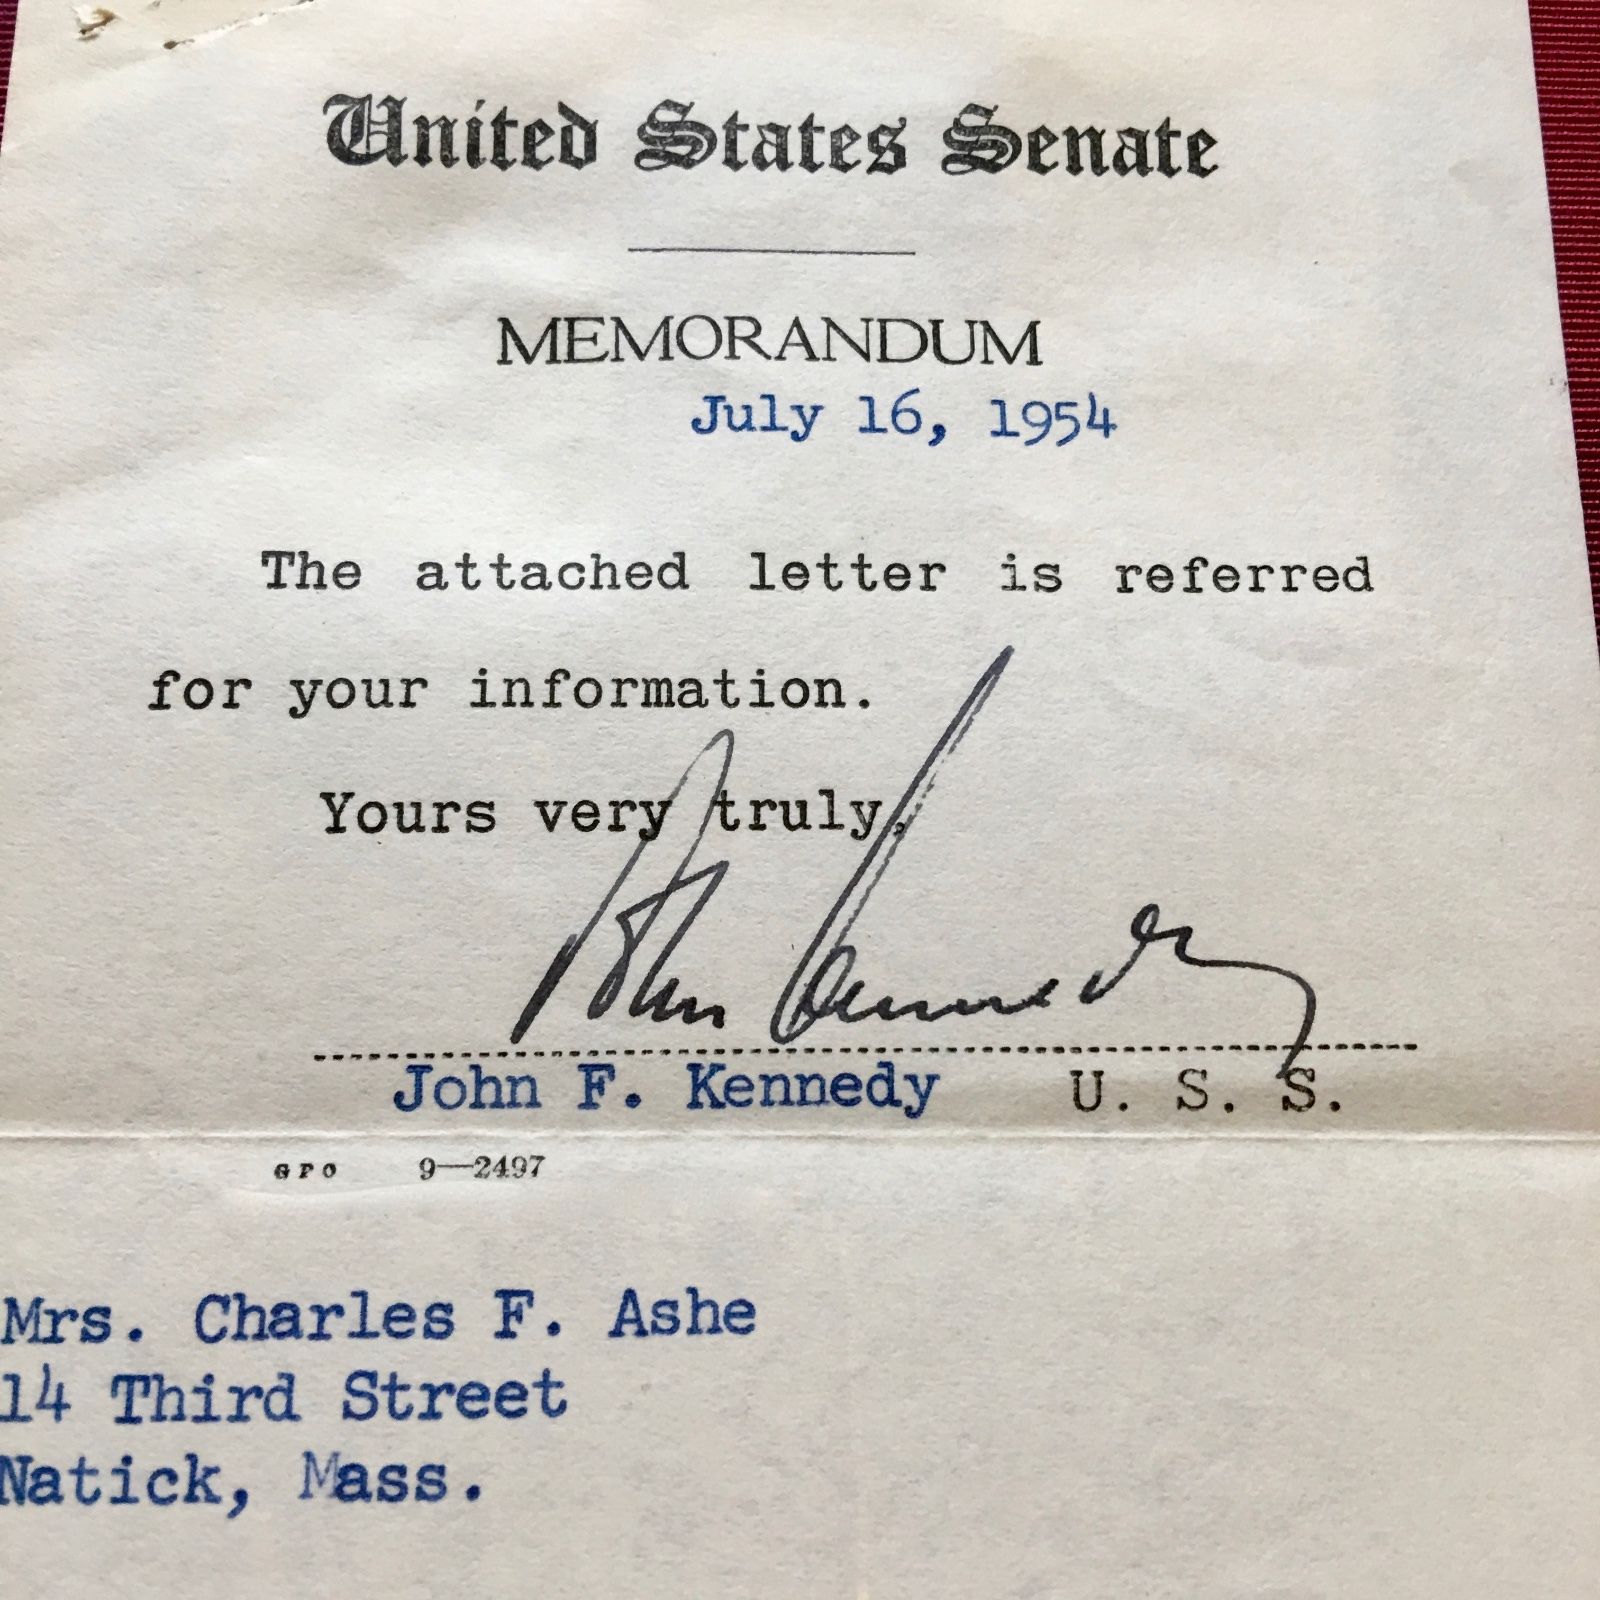 United States Senate
MEMORANDUM
July 16, 1954
The attached letter is referred
for your information.
Yours very truly,
John Kennedy
John F. Kennedy U. S. S.
GPO 9—2497
Mrs. Charles F. Ashe
14 Third Street
Natick, Mass.